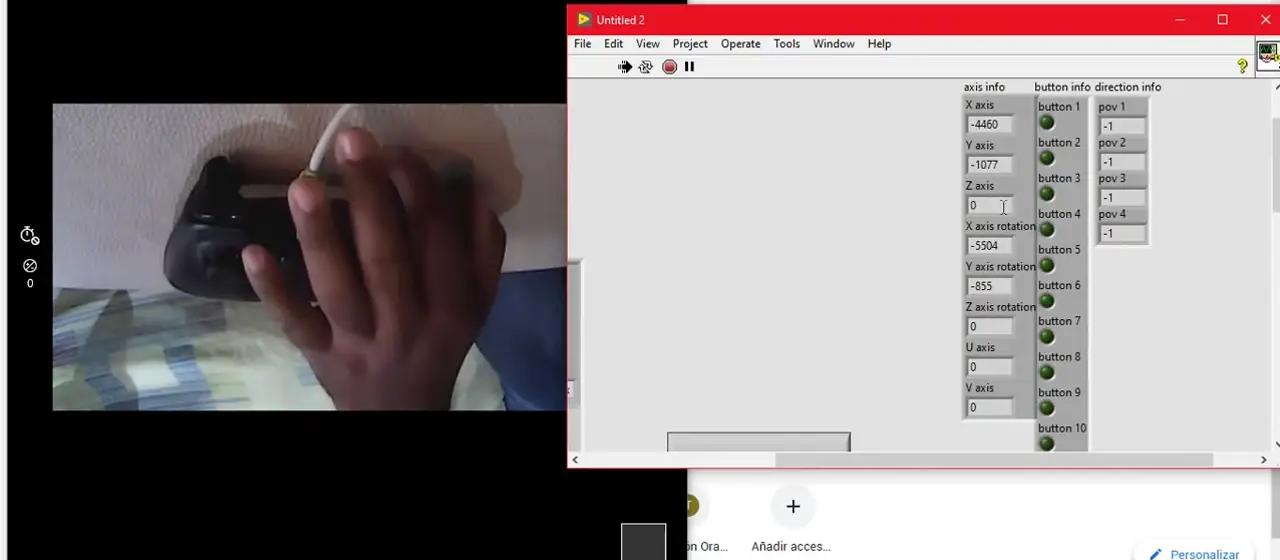 Untitled 2
File Edit View Project Operate Tools Window Help
axis info button info direction info
X axis
-4460
Y axis
-1077
Z axis
0
X axis rotation
-5504
Y axis rotation
-855
Z axis rotation
0
U axis
0
V axis
0
button 1
button 2
button 3
button 4
button 5
button 6
button 7
button 8
button 9
button 10
pov 1
-1
pov 2
-1
pov 3
-1
pov 4
-1
0
ón Ora...
Añadir acces...
Personalizar